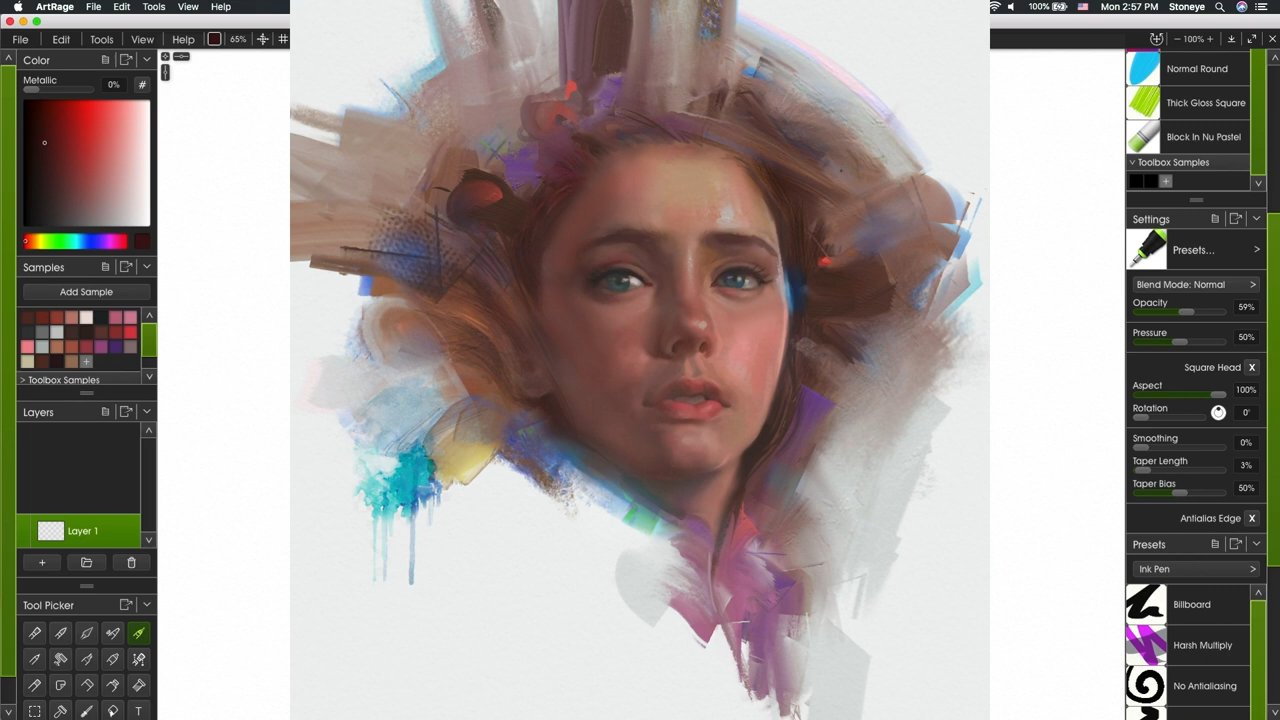 ArtRage File Edit Tools View Help 100% Mon 2:57 PM Stoneye
File Edit Tools View Help 65% 100%
Color
Metallic 0% #
Samples
Add Sample
> Toolbox Samples
Layers
Layer 1
+
Tool Picker
T
Normal Round
Thick Gloss Square
Block In Nu Pastel
Toolbox Samples
Settings
Presets... >
Blend Mode: Normal >
Opacity 59%
Pressure 50%
Square Head X
Aspect 100%
Rotation 0°
Smoothing 0%
Taper Length 3%
Taper Bias 50%
Antialias Edge X
Presets
Ink Pen >
Billboard
Harsh Multiply
No Antialiasing